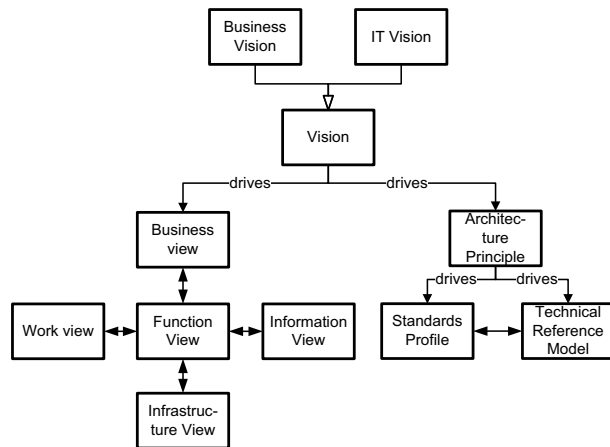 Business
Vision
IT Vision
Vision
drives
drives
Business
view
Architec-
ture
Principle
drives
drives
Work view
Function
View
Information
View
Standards
Profile
Technical
Reference
Model
Infrastruc-
ture View